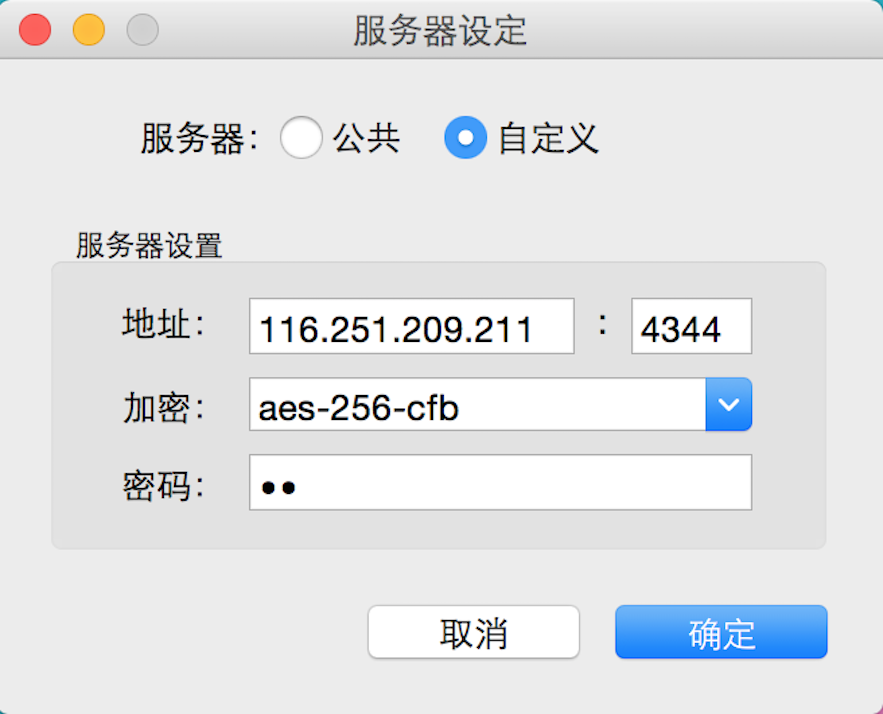 服务器设定
服务器: 公共 自定义
服务器设置
地址: 116.251.209.211 : 4344
加密: aes-256-cfb
密码: ••
取消 确定